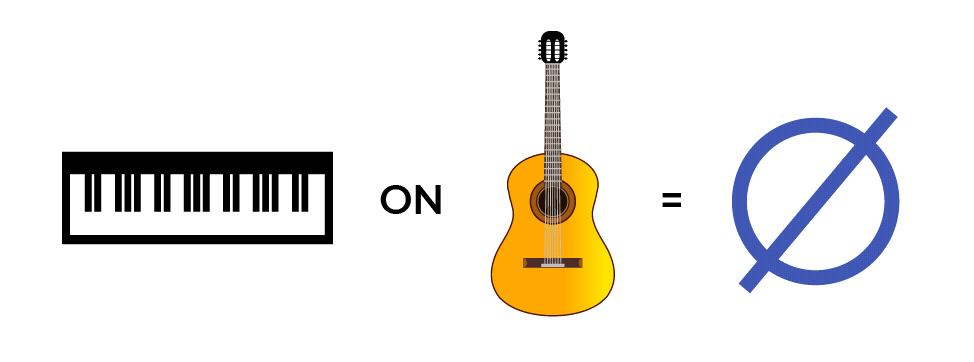 ON = Ø